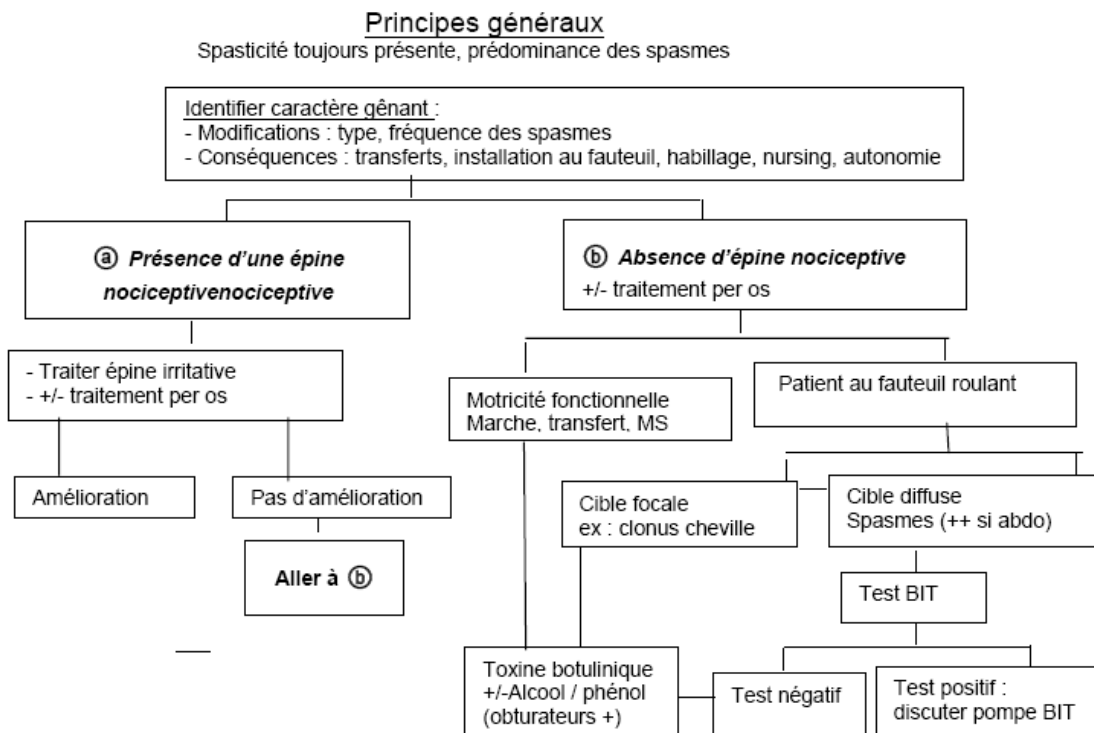 Principes généraux
Spasticité toujours présente, prédominance des spasmes
Identifier caractère gênant :
- Modifications : type, fréquence des spasmes
- Conséquences : transferts, installation au fauteuil, habillage, nursing, autonomie
ⓐ Présence d'une épine
nociceptivenociceptive
ⓑ Absence d'épine nociceptive
+/- traitement per os
- Traiter épine irritative
- +/- traitement per os
Motricité fonctionnelle
Marche, transfert, MS
Patient au fauteuil roulant
Amélioration
Pas d'amélioration
Cible focale
ex : clonus cheville
Cible diffuse
Spasmes (++ si abdo)
Aller à ⓑ
Test BIT
Toxine botulinique
+/-Alcool / phénol
(obturateurs +)
Test négatif
Test positif :
discuter pompe BIT